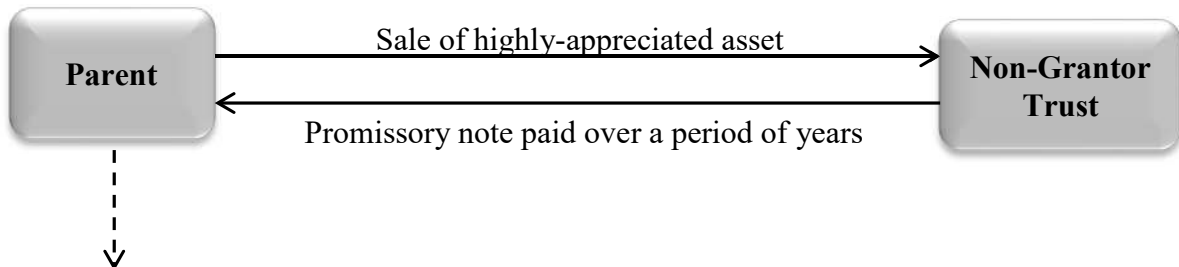 Sale of highly-appreciated asset
Parent
Non-Grantor
Trust
Promissory note paid over a period of years